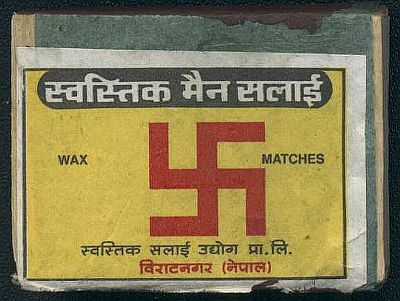 स्वस्तिक मैन सलाई
WAX MATCHES
स्वस्तिक सलाई उद्योग प्रा.लि.
विराटनगर (नेपाल)